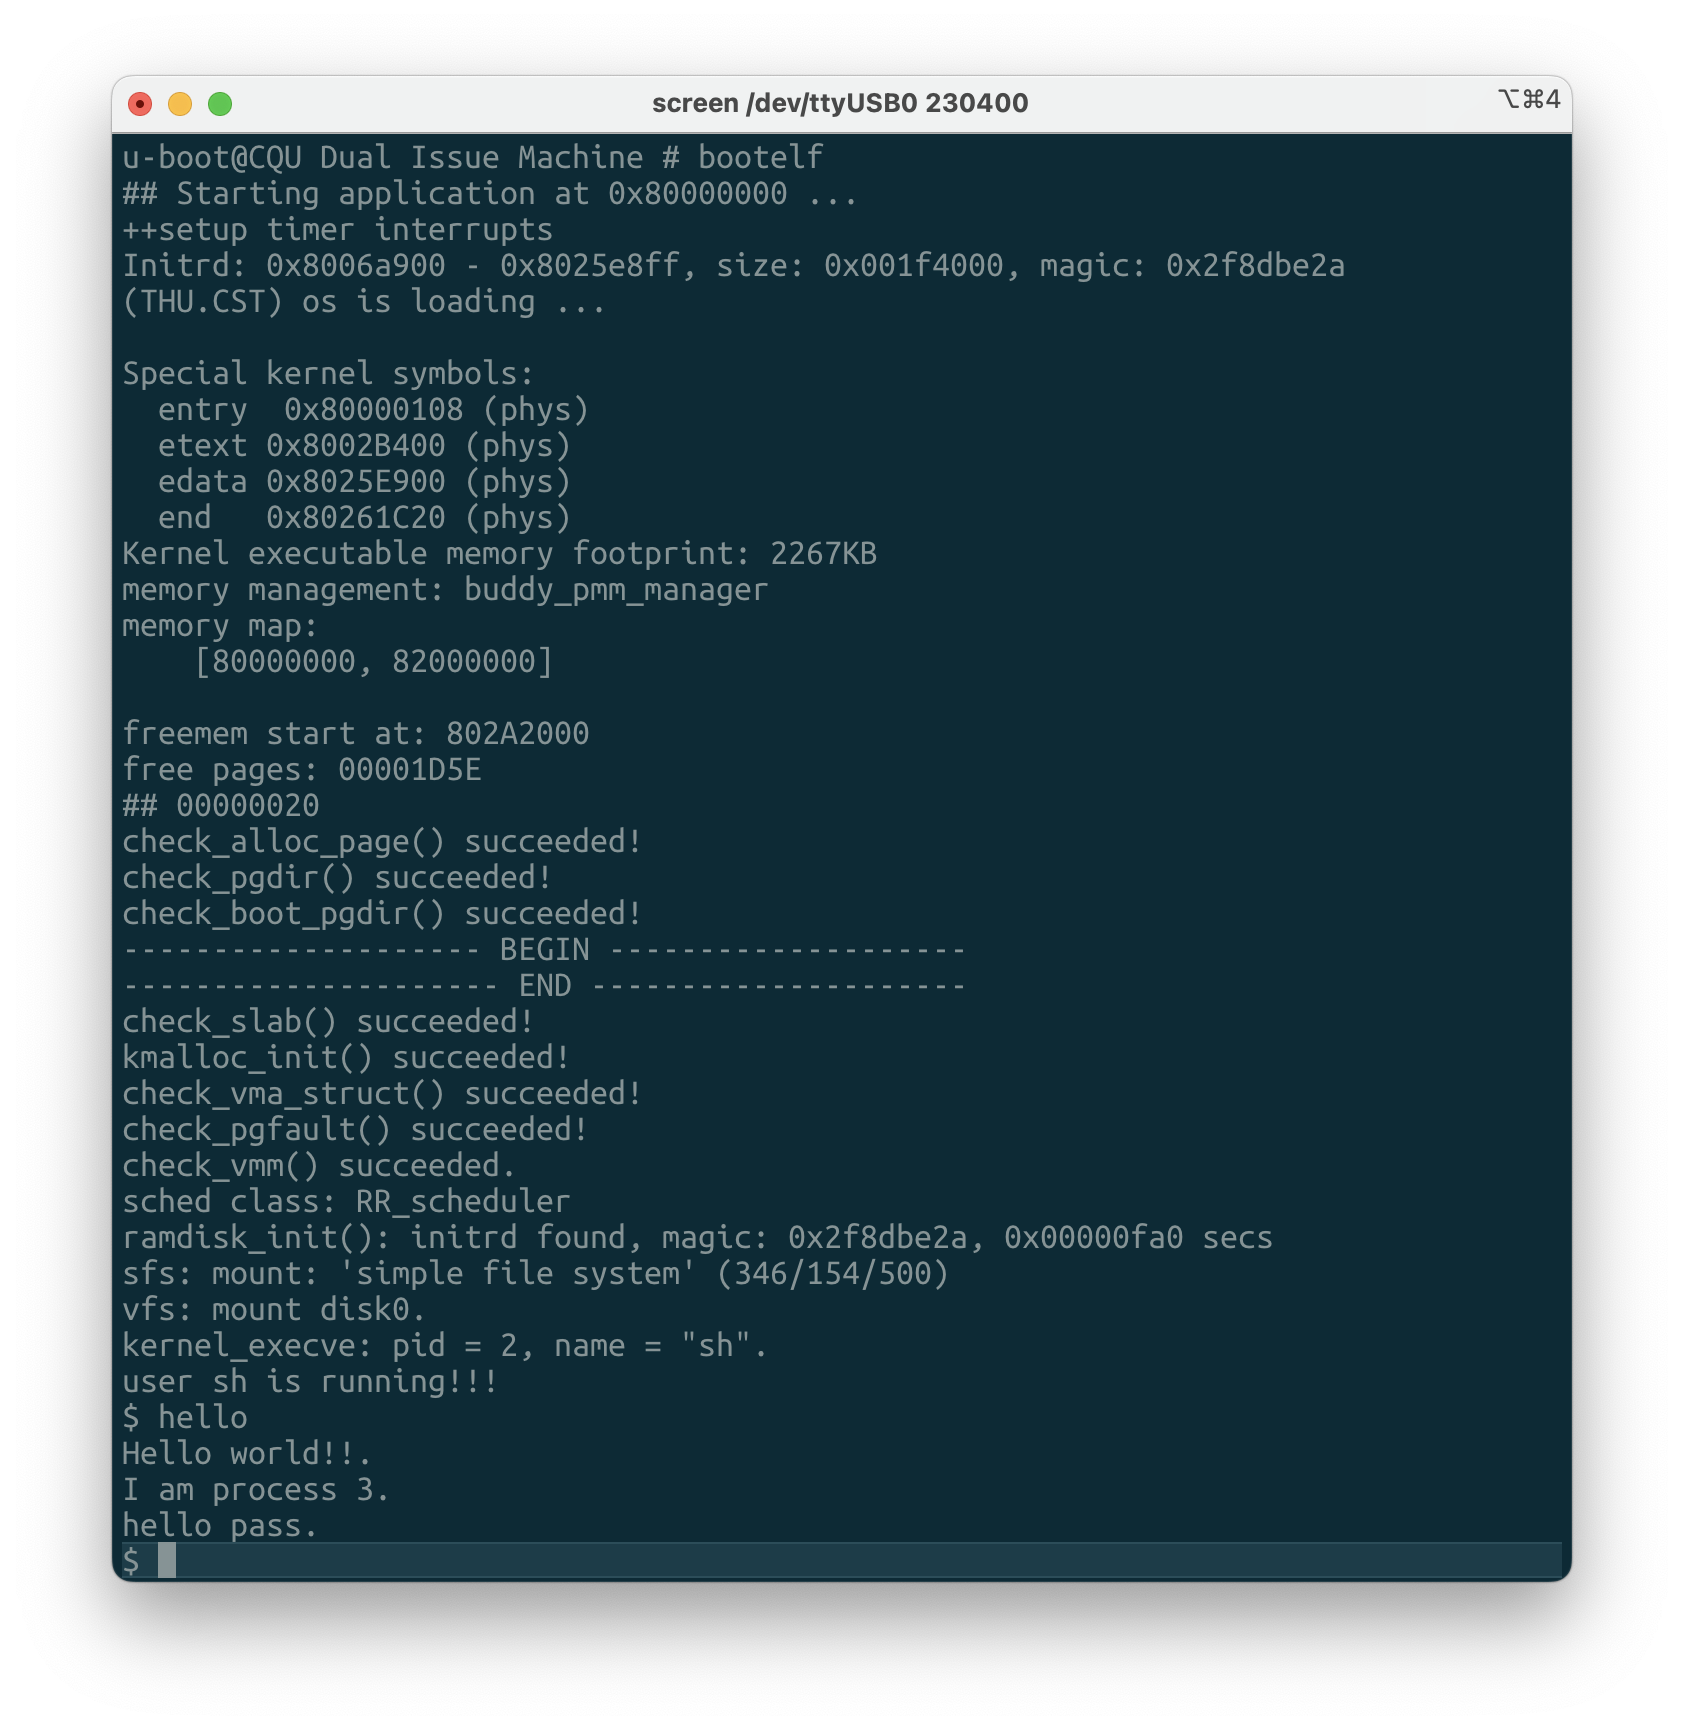 screen /dev/ttyUSB0 230400
⌥⌘4
u-boot@CQU Dual Issue Machine # bootelf
## Starting application at 0x80000000 ...
++setup timer interrupts
Initrd: 0x8006a900 - 0x8025e8ff, size: 0x001f4000, magic: 0x2f8dbe2a
(THU.CST) os is loading ...

Special kernel symbols:
  entry  0x80000108 (phys)
  etext 0x8002B400 (phys)
  edata 0x8025E900 (phys)
  end   0x80261C20 (phys)
Kernel executable memory footprint: 2267KB
memory management: buddy_pmm_manager
memory map:
    [80000000, 82000000]

freemem start at: 802A2000
free pages: 00001D5E
## 00000020
check_alloc_page() succeeded!
check_pgdir() succeeded!
check_boot_pgdir() succeeded!
-------------------- BEGIN --------------------
--------------------- END ---------------------
check_slab() succeeded!
kmalloc_init() succeeded!
check_vma_struct() succeeded!
check_pgfault() succeeded!
check_vmm() succeeded.
sched class: RR_scheduler
ramdisk_init(): initrd found, magic: 0x2f8dbe2a, 0x00000fa0 secs
sfs: mount: 'simple file system' (346/154/500)
vfs: mount disk0.
kernel_execve: pid = 2, name = "sh".
user sh is running!!!
$ hello
Hello world!!.
I am process 3.
hello pass.
$